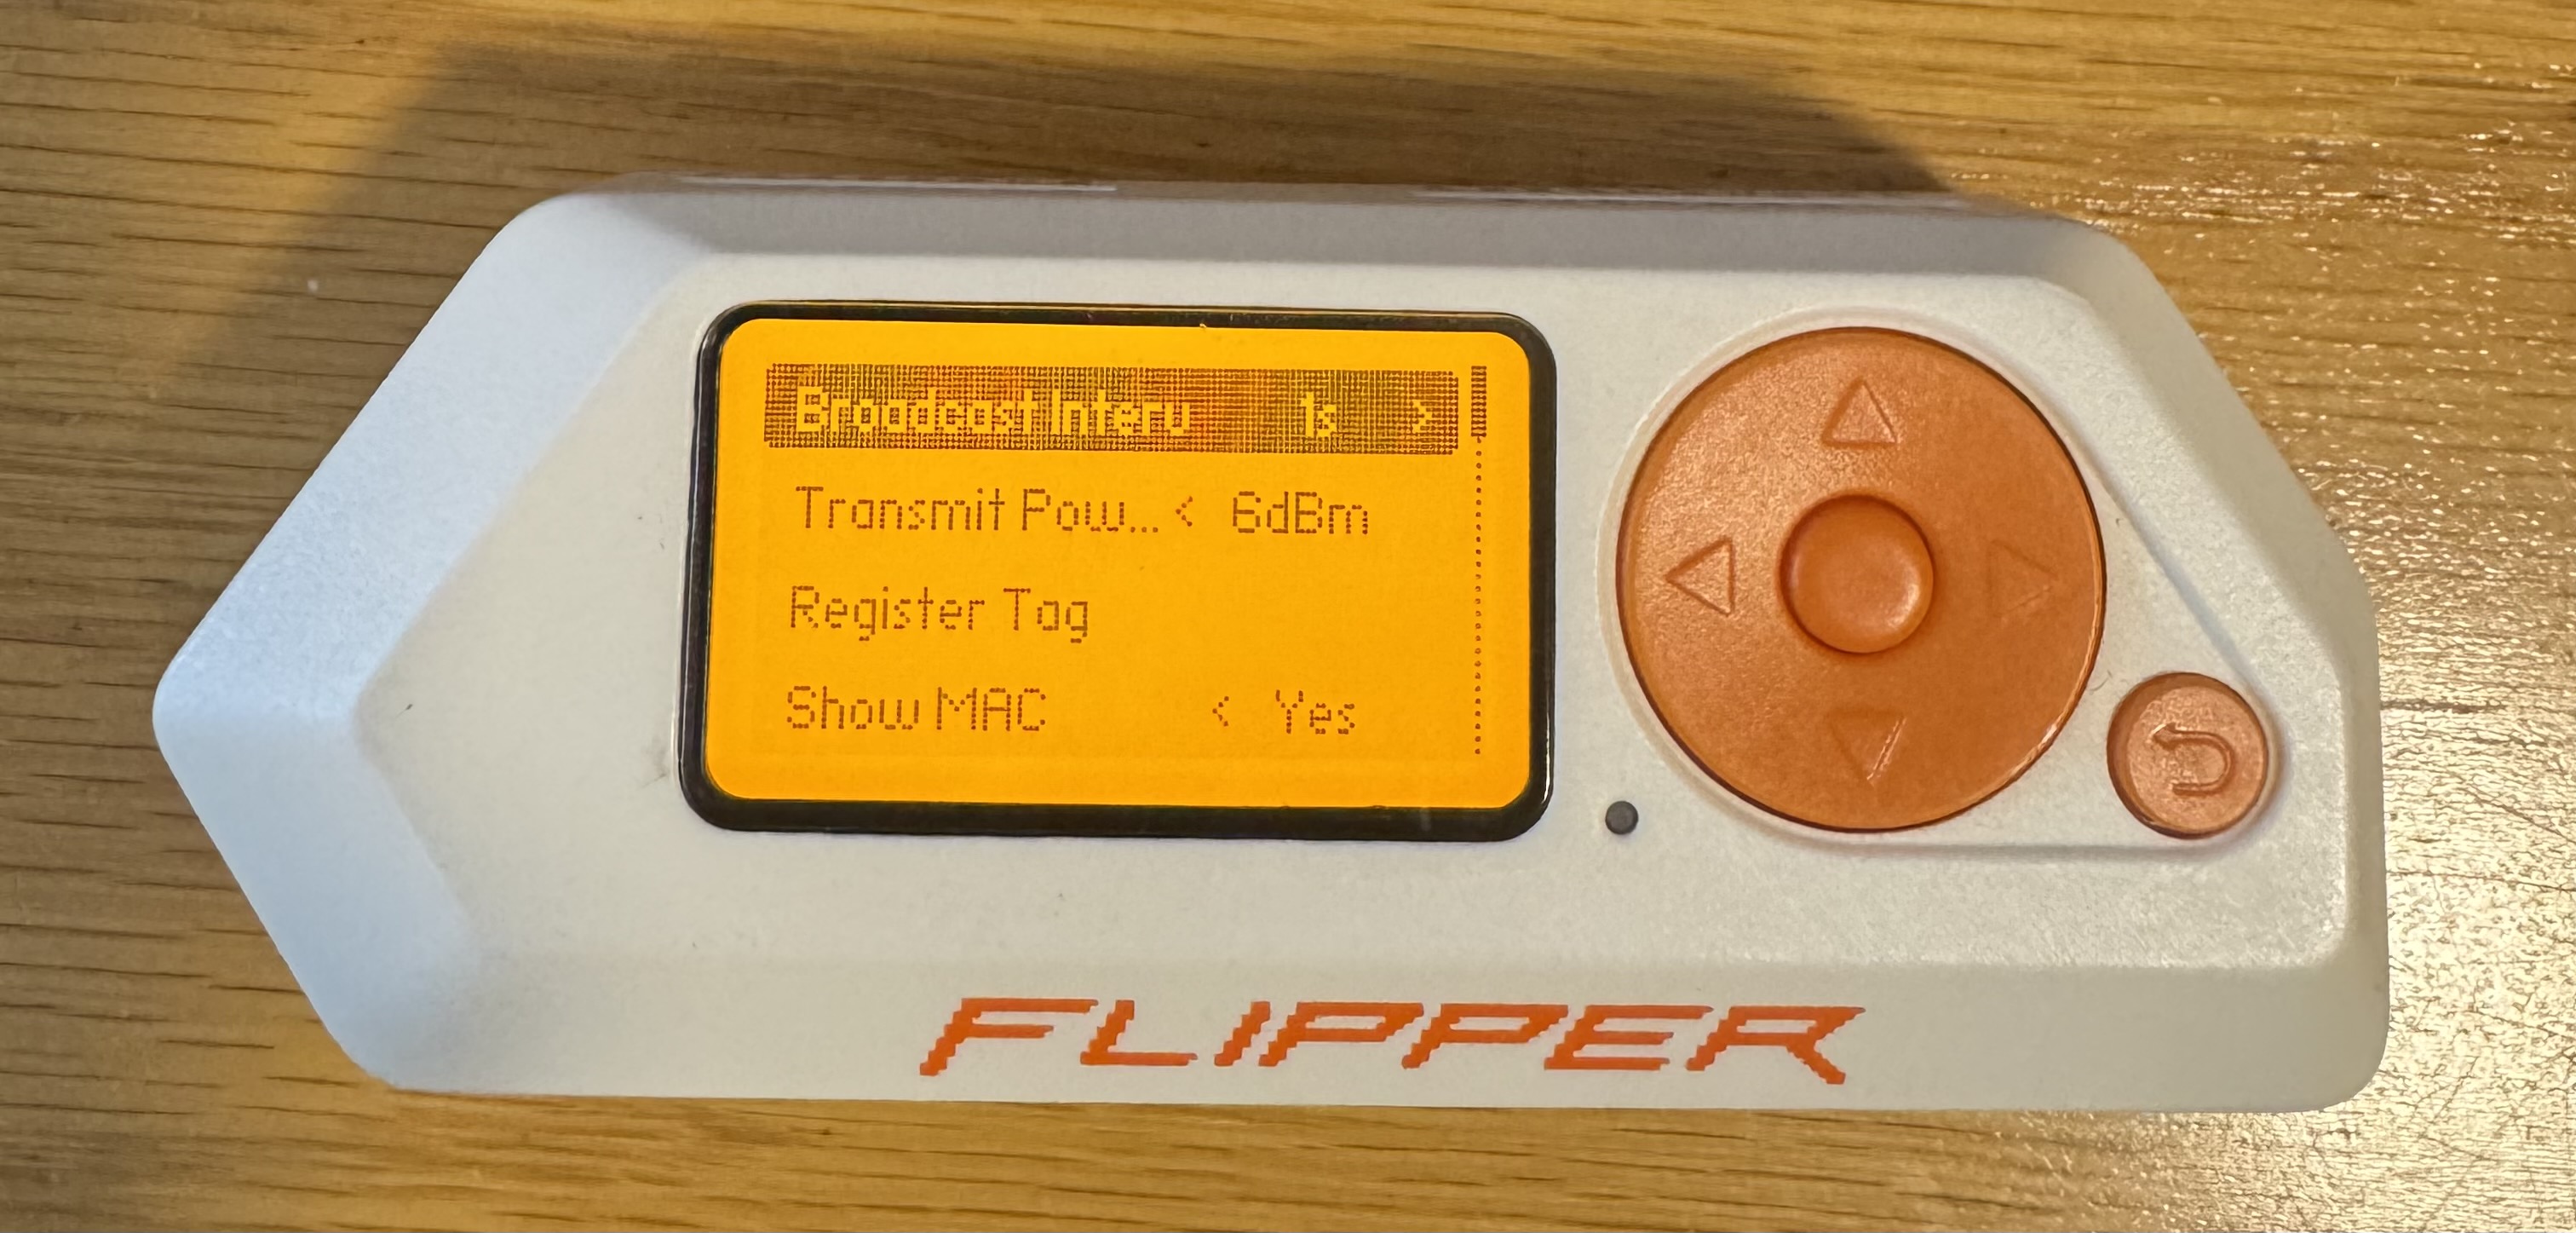 Broadcast Interv 1s >
Transmit Pow... < 6dBm
Register Tag
Show MAC < Yes
FLIPPER